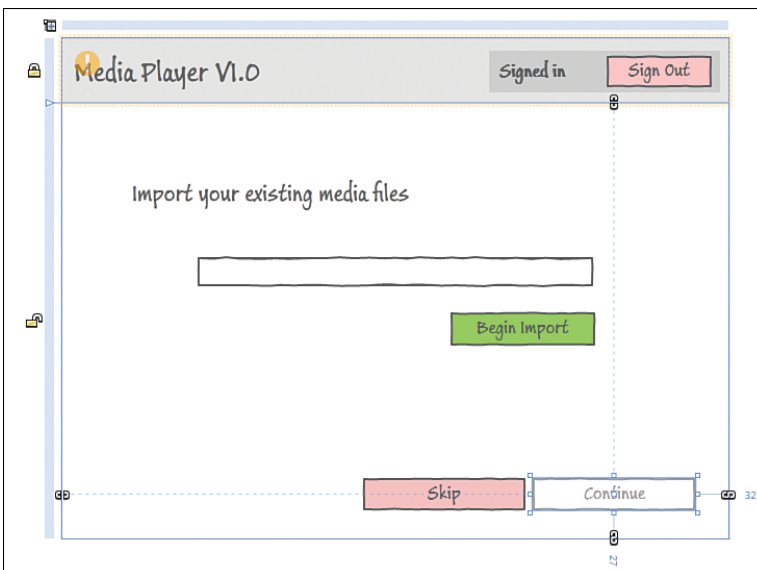 Media Player V1.0
Signed in
Sign Out
Import your existing media files
Begin Import
Skip
Continue
32
27